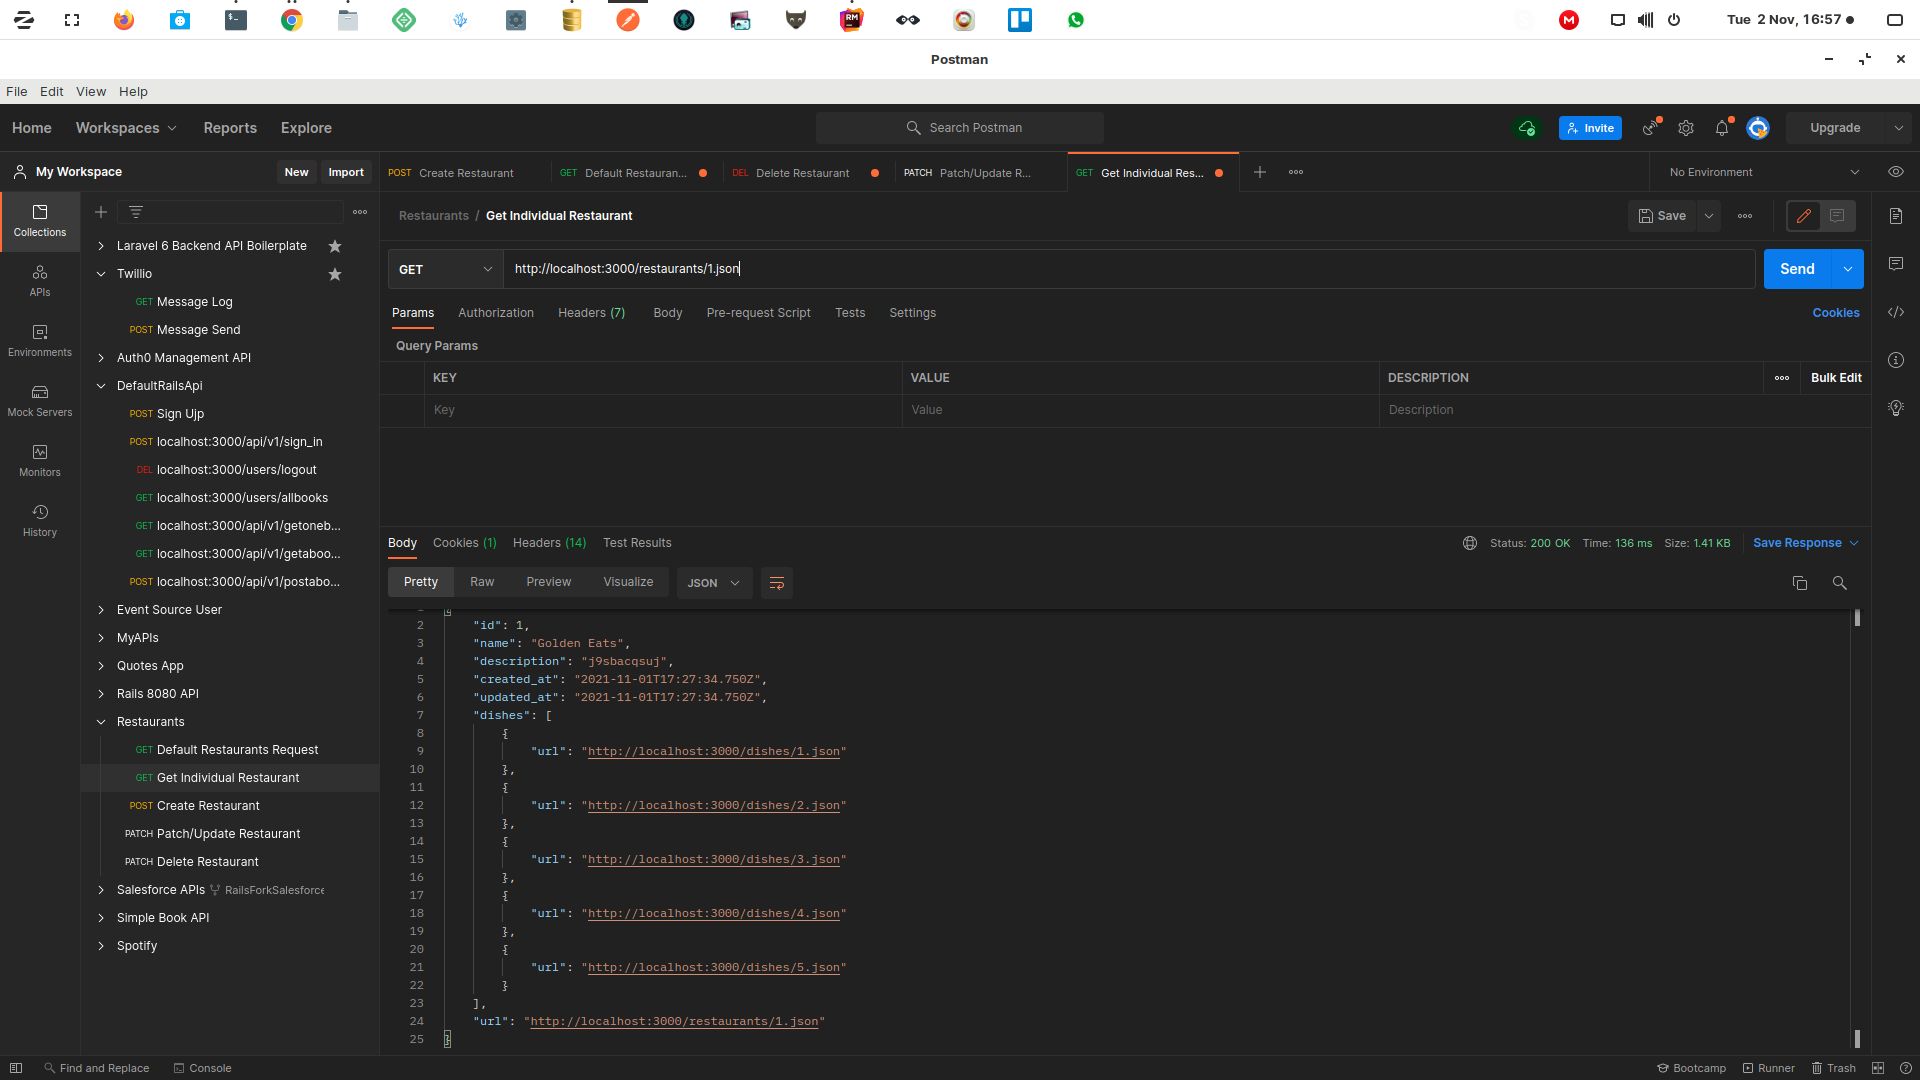 Tue 2 Nov, 16:57
Postman
File Edit View Help
Home Workspaces Reports Explore
Search Postman
Invite
Upgrade
My Workspace
New Import
POST Create Restaurant
GET Default Restauran...
DEL Delete Restaurant
PATCH Patch/Update R...
GET Get Individual Res...
No Environment
Collections
APIs
Environments
Mock Servers
Monitors
History
Laravel 6 Backend API Boilerplate
Twillio
GET Message Log
POST Message Send
Auth0 Management API
DefaultRailsApi
POST Sign Ujp
POST localhost:3000/api/v1/sign_in
DEL localhost:3000/users/logout
GET localhost:3000/users/allbooks
GET localhost:3000/api/v1/getoneb...
GET localhost:3000/api/v1/getaboo...
POST localhost:3000/api/v1/postabo...
Event Source User
MyAPIs
Quotes App
Rails 8080 API
Restaurants
GET Default Restaurants Request
GET Get Individual Restaurant
POST Create Restaurant
PATCH Patch/Update Restaurant
PATCH Delete Restaurant
Salesforce APIs RailsForkSalesforce
Simple Book API
Spotify
Restaurants / Get Individual Restaurant
Save
GET http://localhost:3000/restaurants/1.json
Send
Params Authorization Headers (7) Body Pre-request Script Tests Settings
Cookies
Query Params
KEY VALUE DESCRIPTION
Bulk Edit
Key Value Description
Body Cookies (1) Headers (14) Test Results
Status: 200 OK Time: 136 ms Size: 1.41 KB
Save Response
Pretty Raw Preview Visualize JSON
2 "id": 1,
3 "name": "Golden Eats",
4 "description": "j9sbacqsuj",
5 "created_at": "2021-11-01T17:27:34.750Z",
6 "updated_at": "2021-11-01T17:27:34.750Z",
7 "dishes": [
8 {
9 "url": "http://localhost:3000/dishes/1.json"
10 },
11 {
12 "url": "http://localhost:3000/dishes/2.json"
13 },
14 {
15 "url": "http://localhost:3000/dishes/3.json"
16 },
17 {
18 "url": "http://localhost:3000/dishes/4.json"
19 },
20 {
21 "url": "http://localhost:3000/dishes/5.json"
22 }
23 ],
24 "url": "http://localhost:3000/restaurants/1.json"
25 }
Find and Replace Console
Bootcamp Runner Trash